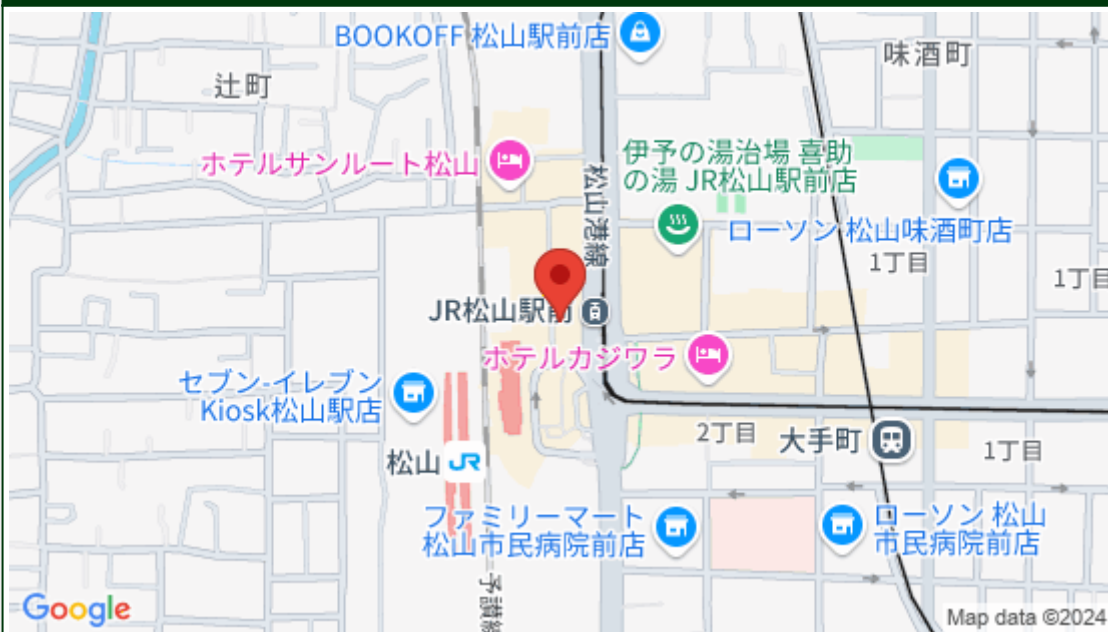 BOOKOFF 松山駅前店
味酒町
辻町
伊予の湯治場 喜助
の湯 JR松山駅前店
ホテルサンルート松山
松山港線
ローソン 松山味酒町店
1丁目
1丁目
JR松山駅前
ホテルカジワラ
セブン-イレブン
Kiosk松山駅店
2丁目
大手町
1丁目
松山 JR
ファミリーマート
松山市民病院前店
ローソン 松山
市民病院前店
予讃線
Google
Map data ©2024